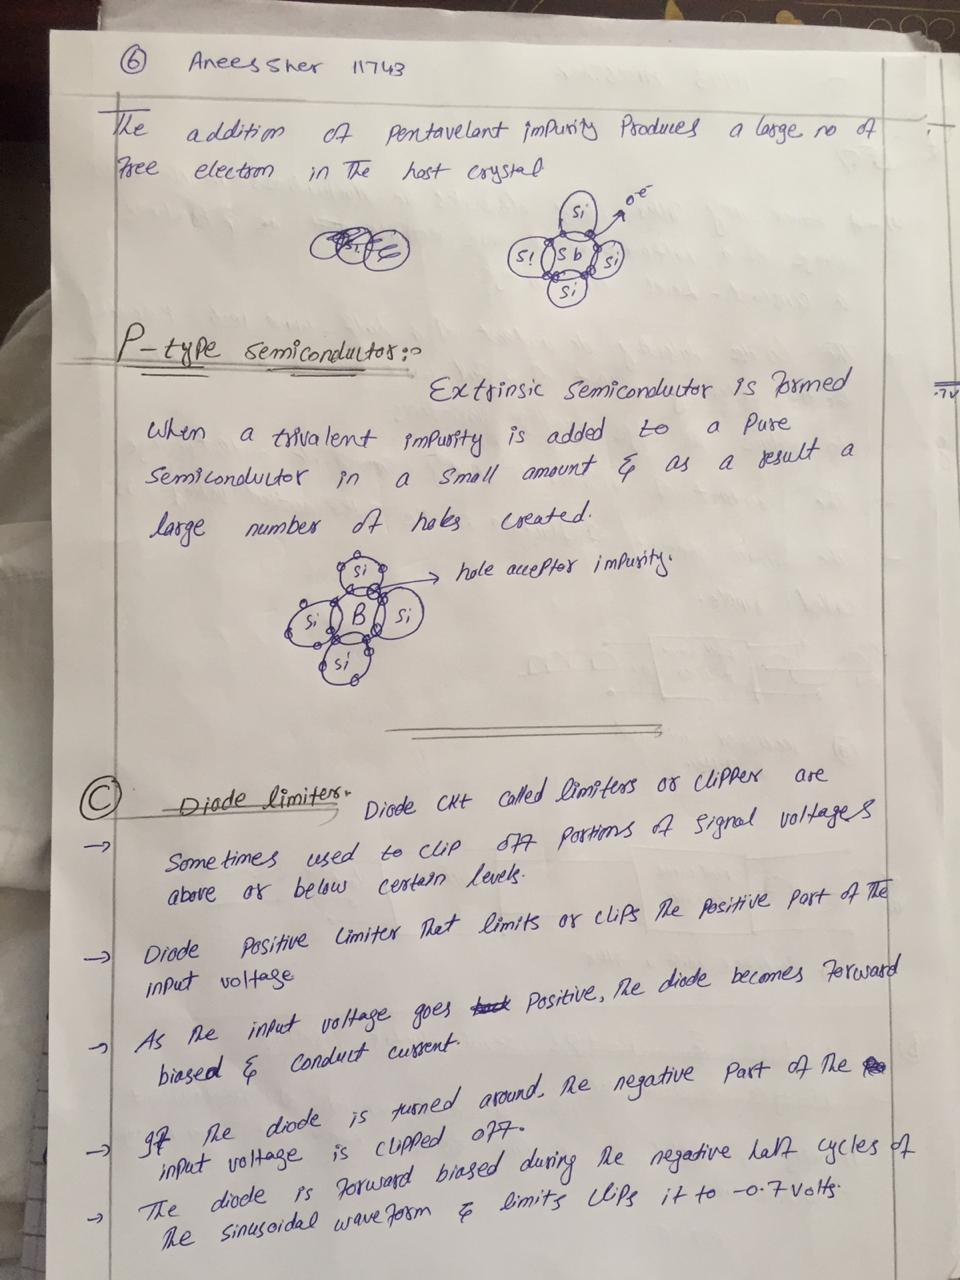 6 Anees Sher 11743
The addition of pentavelant impurity Produces a large no of
free electron in the host crystal
Si
Si
Si Sb Si
Si
e-
P-type semiconductor:-
Extrinsic semiconductor is formed
when a trivalent impurity is added to a Pure
semiconductor in a small amount & as a result a
large number of holes created.
Si
hole acceptor impurity.
Si B Si
Si
C Diode limiter.
Diode CKt called limiters or clipper are
→ Sometimes used to clip off portions of signal voltages
above or below certain levels.
→ Diode positive limiter that limits or clips the positive part of the
input voltage
→ As the input voltage goes positive, the diode becomes forward
biased & conduct current.
→ If the diode is turned around, the negative part of the
input voltage is clipped off.
→ The diode is forward biased during the negative half cycles of
the sinusoidal wave form & limits clips it to -0.7 volts.
.7V